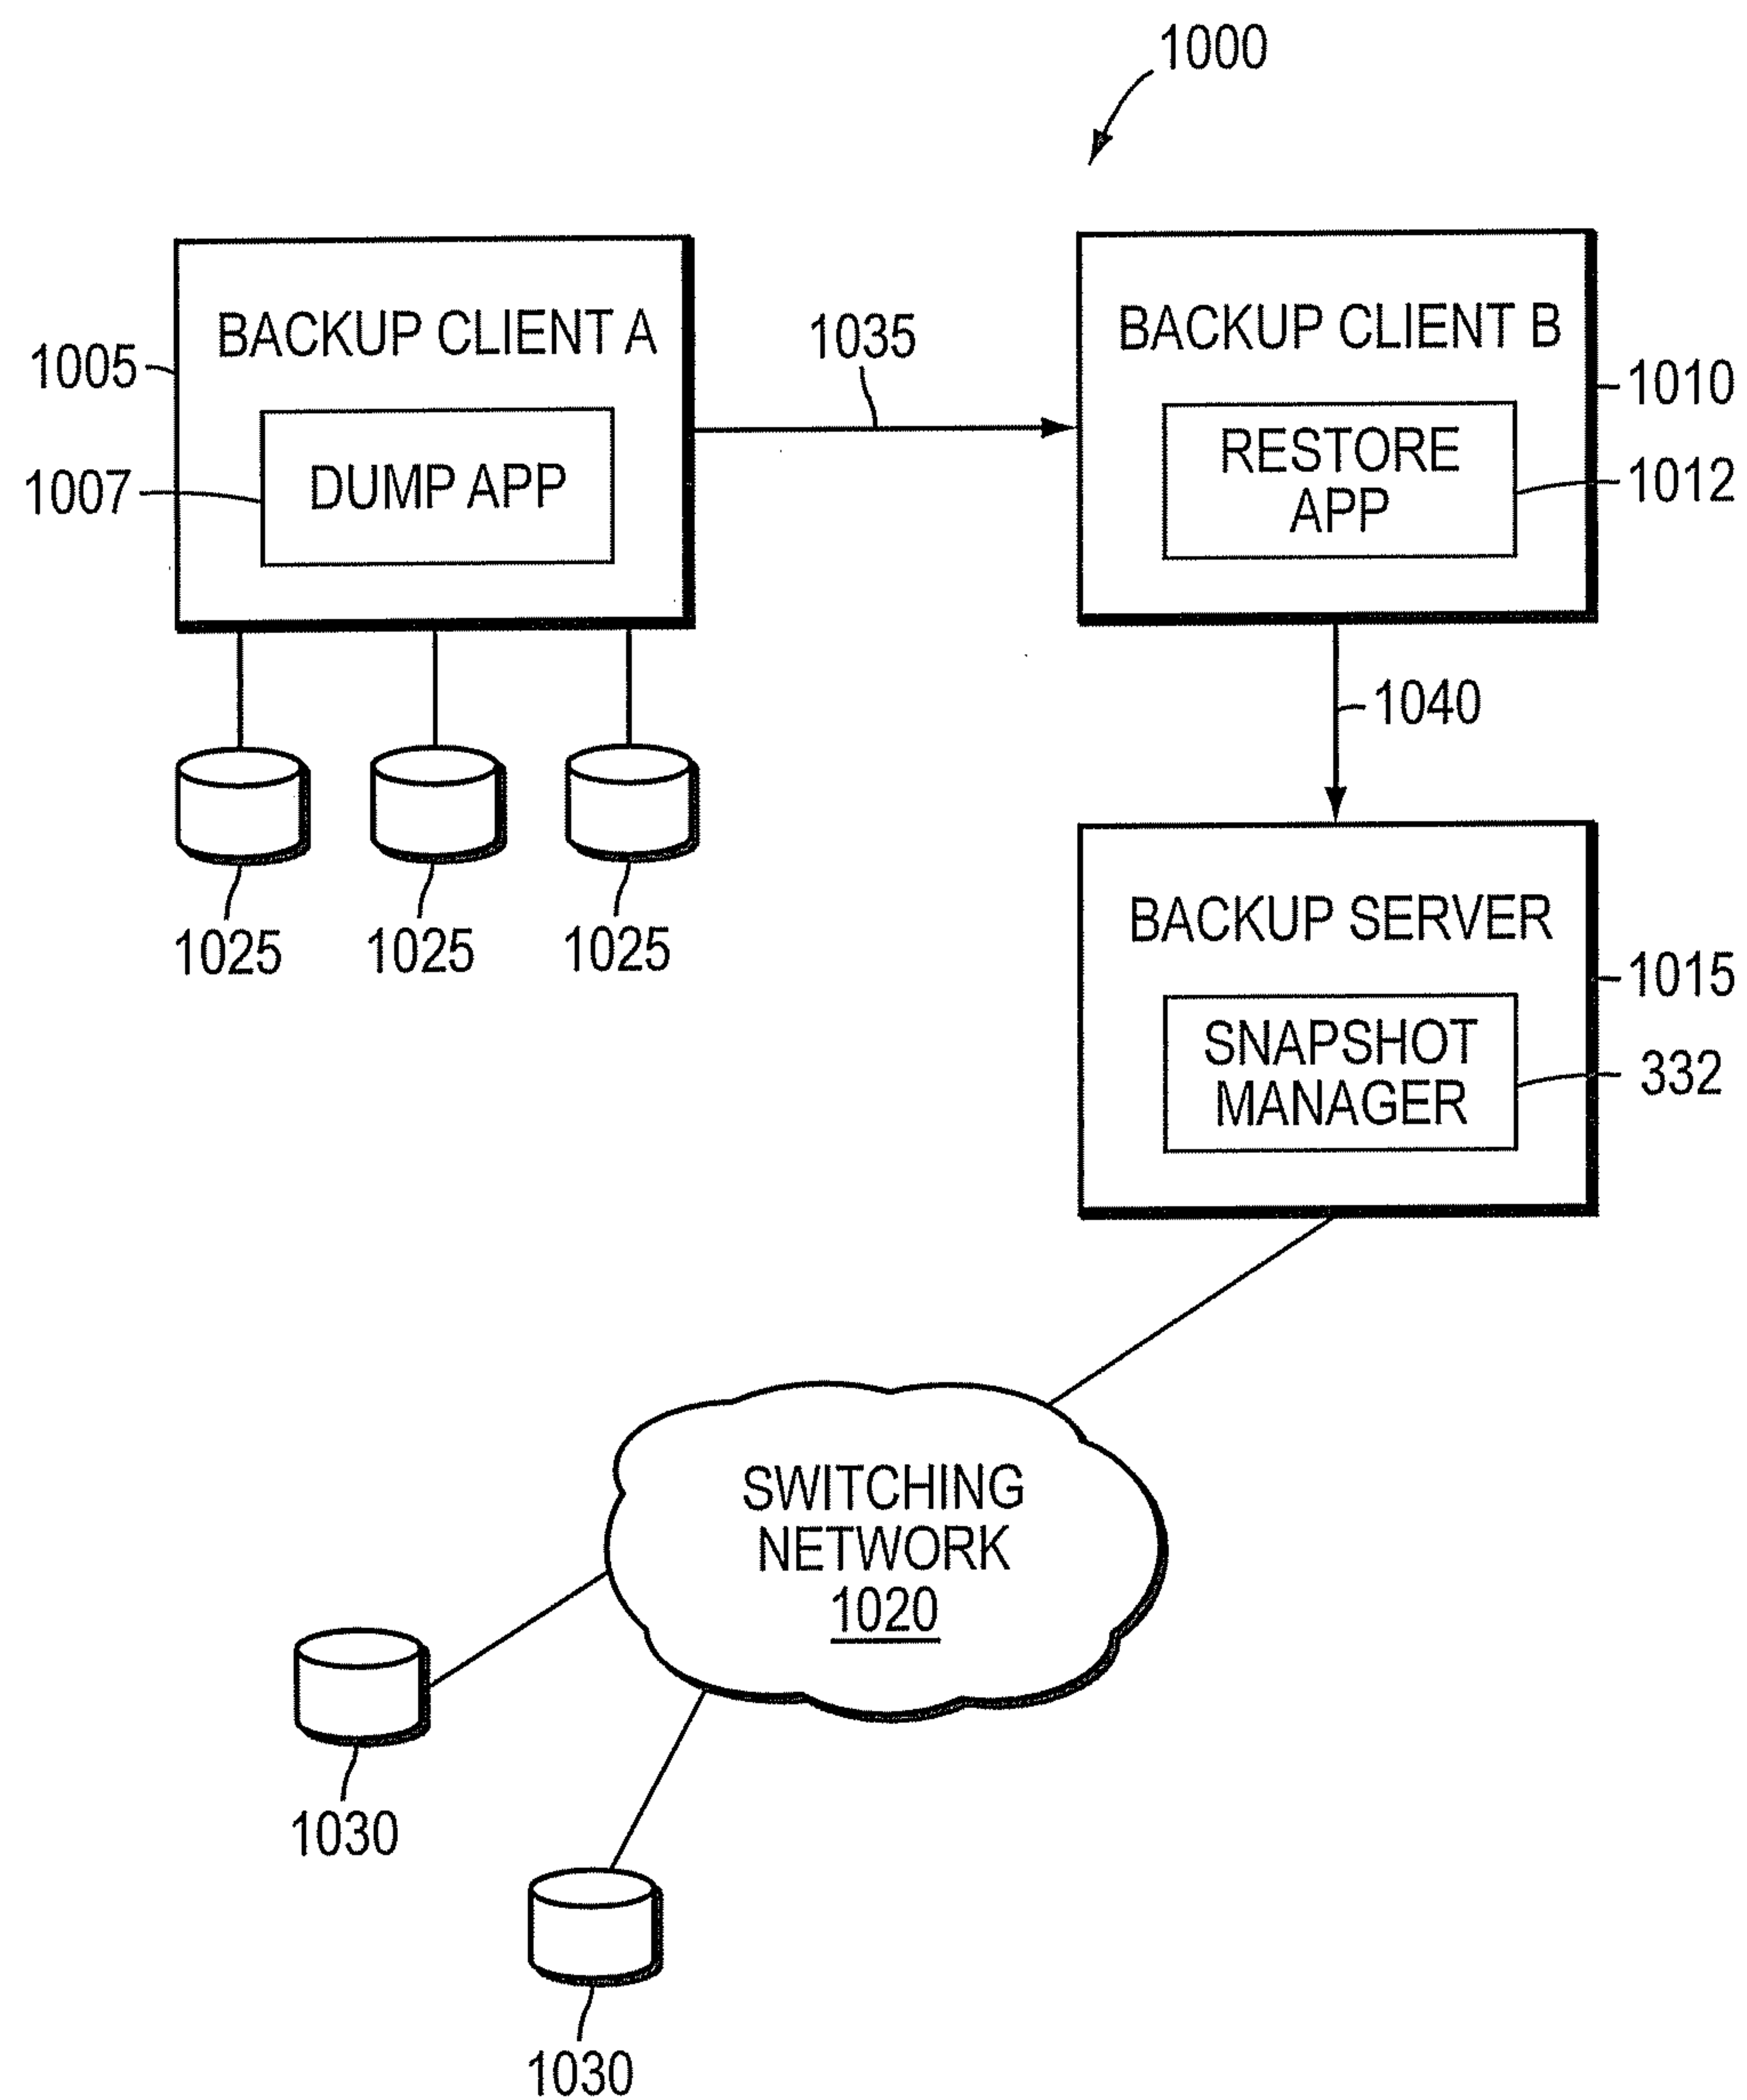 1000
BACKUP CLIENT A
1005
DUMP APP
1007
1035
BACKUP CLIENT B
1010
RESTORE
APP
1012
1040
1025 1025 1025
BACKUP SERVER
1015
SNAPSHOT
MANAGER
332
SWITCHING
NETWORK
1020
1030
1030